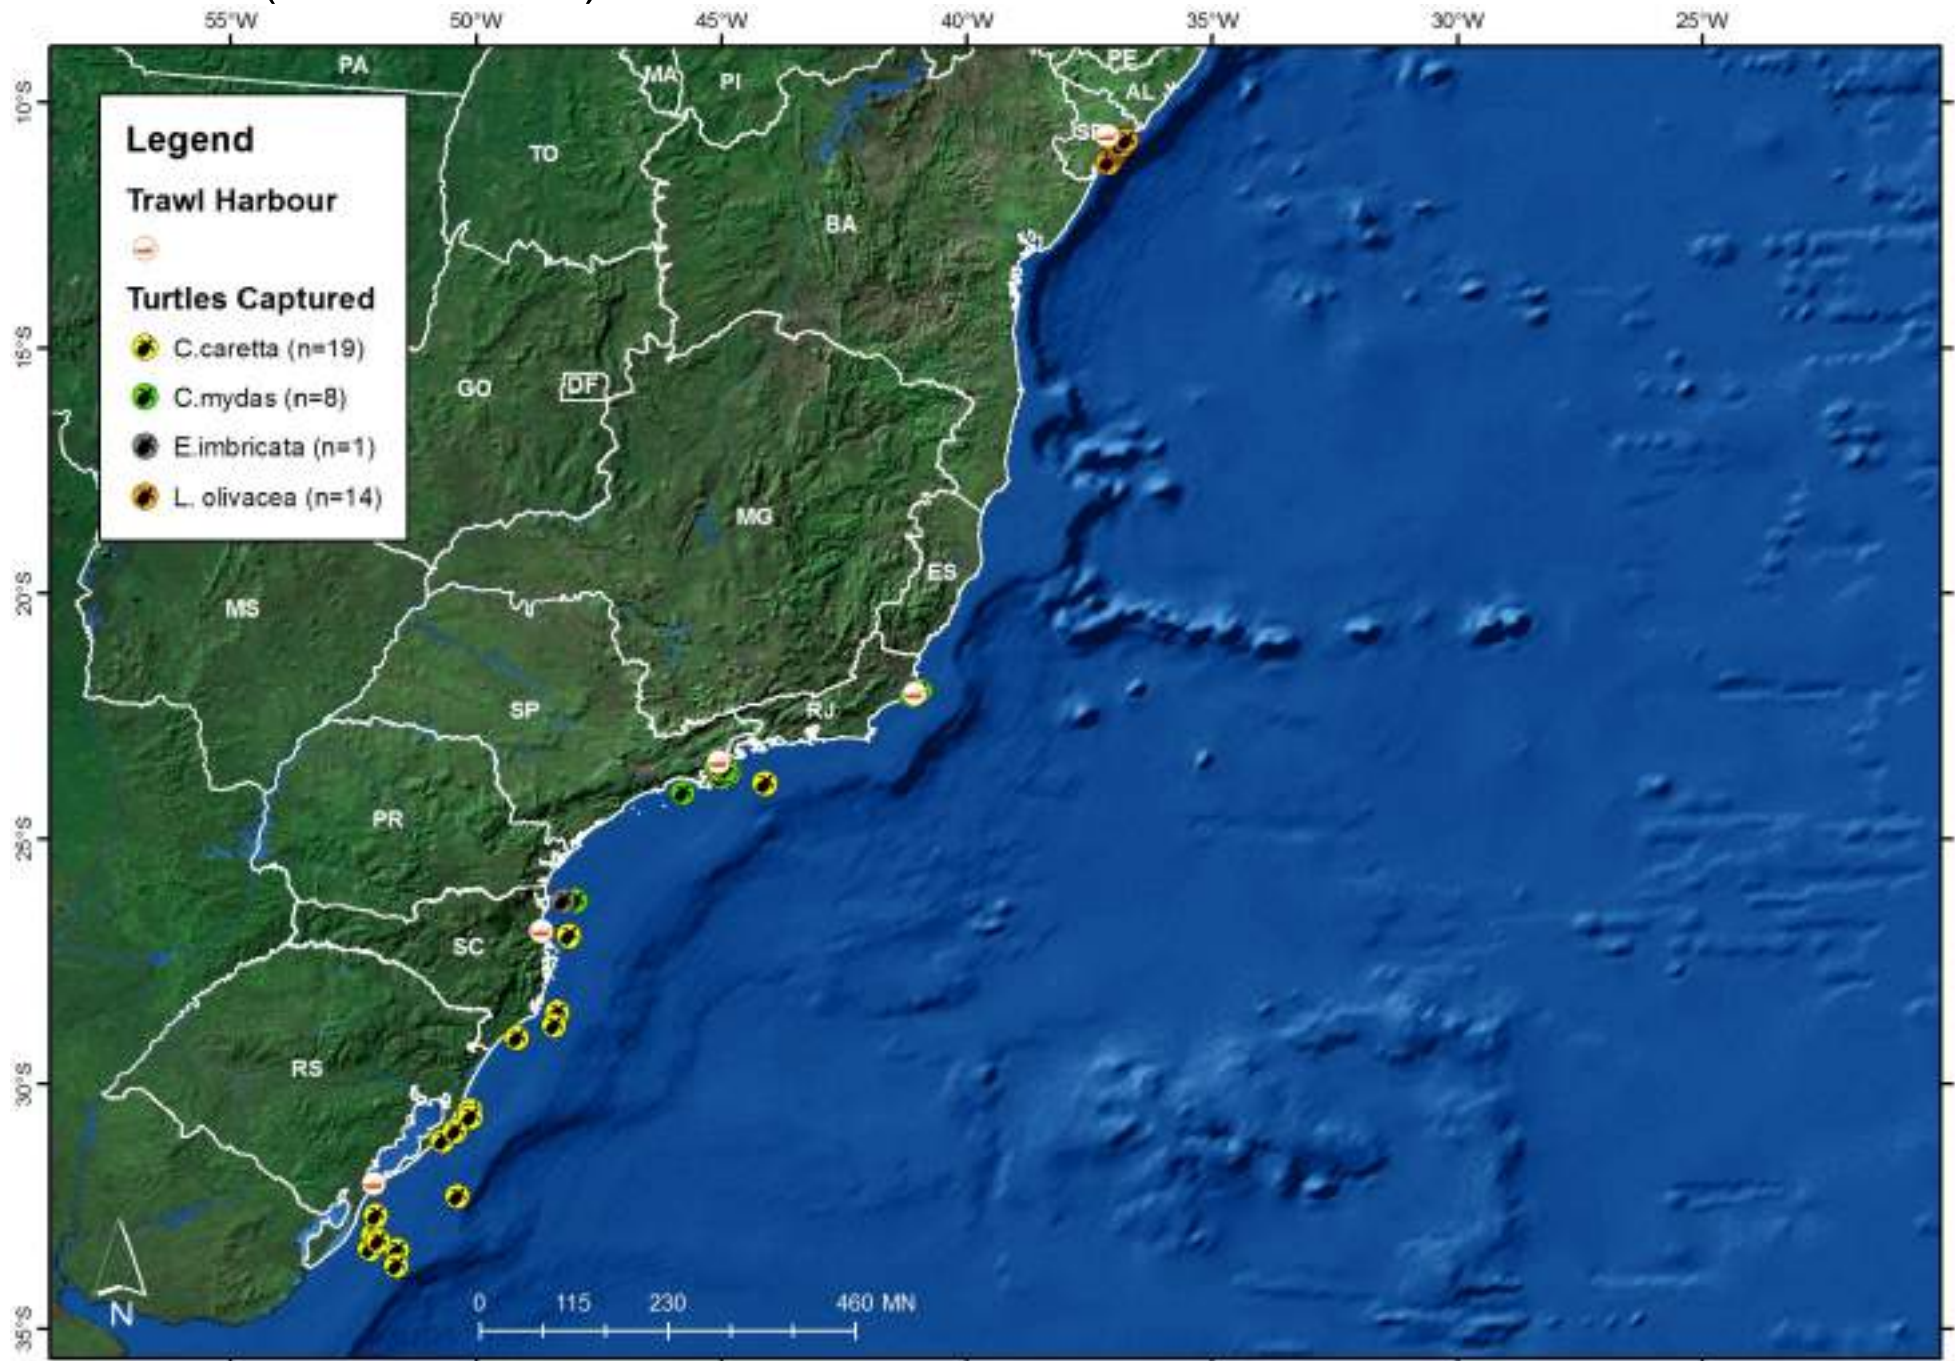 55°W 50°W 45°W 40°W 35°W 30°W 25°W
PA MA PI PE
AL
10°S
Legend
Trawl Harbour
Turtles Captured
C.caretta (n=19)
C.mydas (n=8)
E.imbricata (n=1)
L. olivacea (n=14)
TO
BA
15°S
GO DF
MG
ES
20°S
MS
SP
RJ
PR
25°S
SC
RS
30°S
N
0 115 230 460 MN
35°S